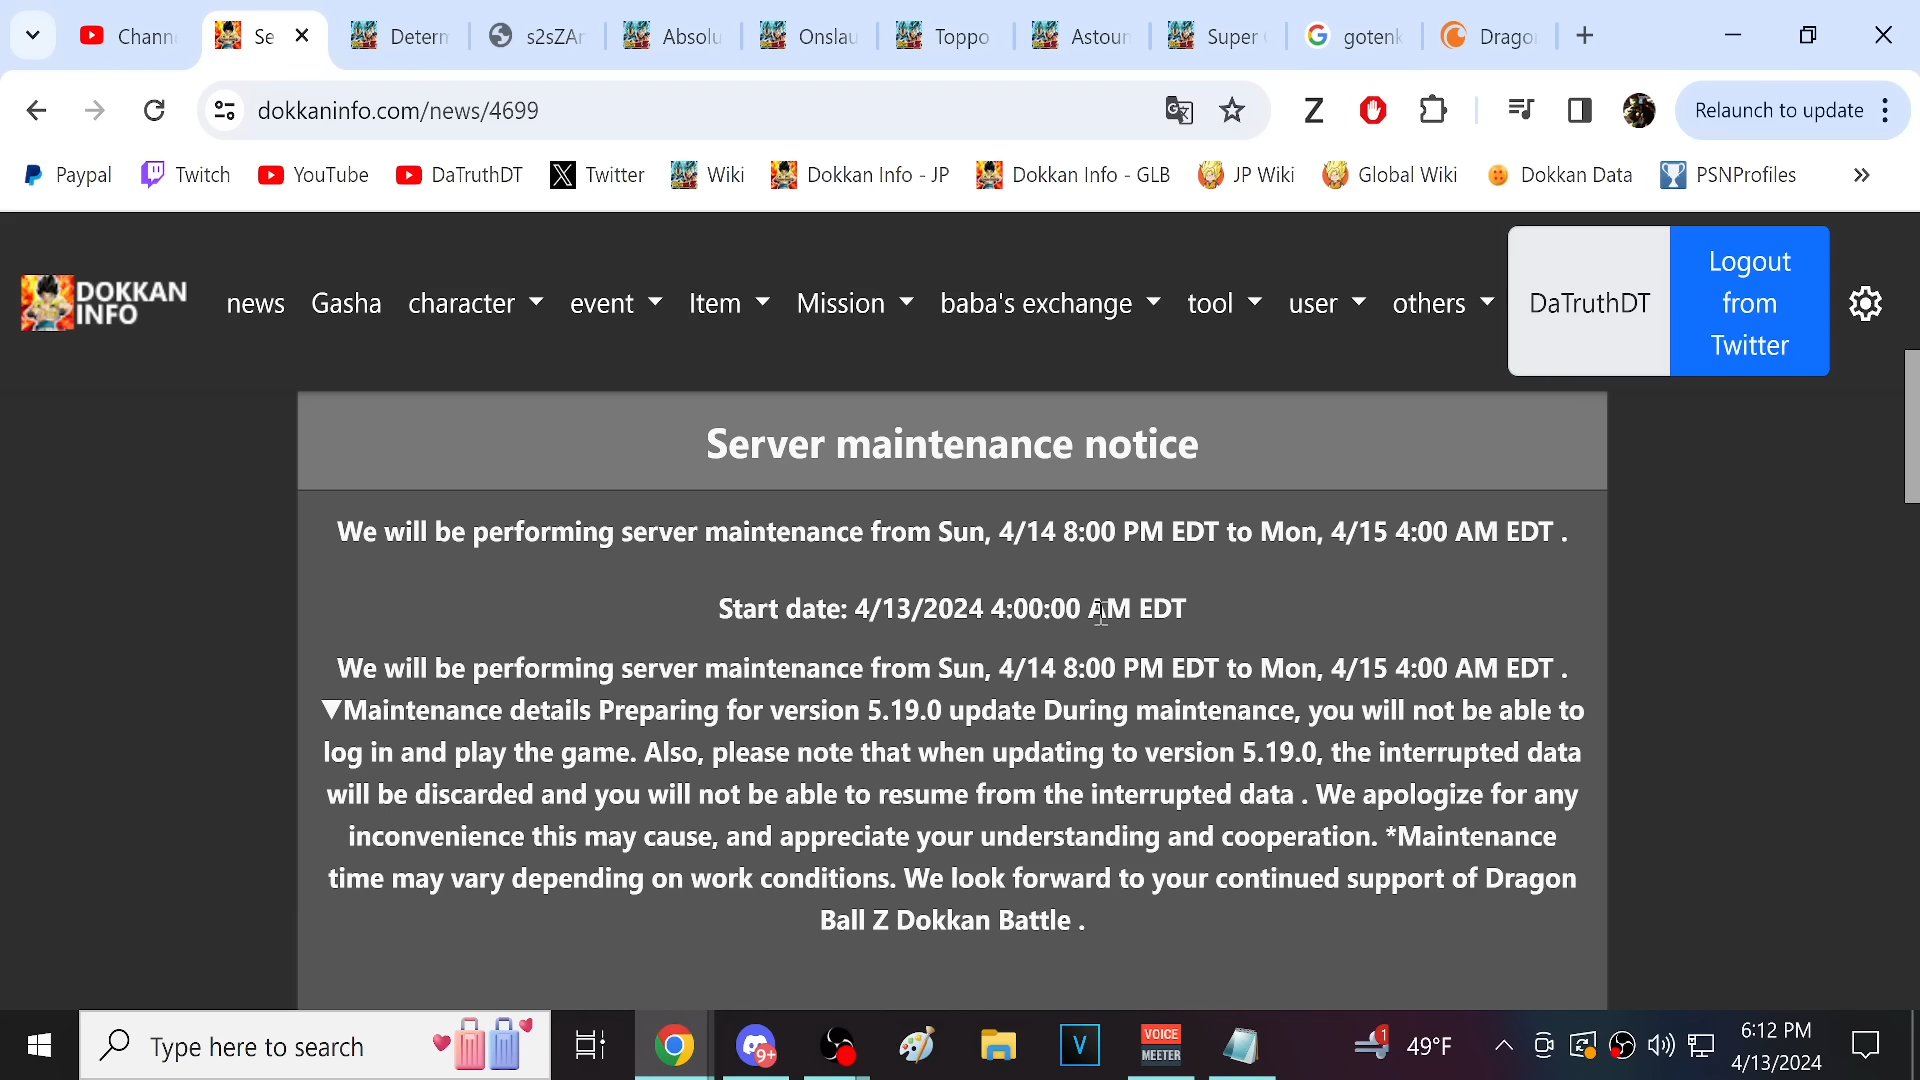 Chann
Se
Detern
s2sZAr
Absolu
Onslau
Toppo
Astoun
Super
gotenk
Drago
dokkaninfo.com/news/4699
Z
Relaunch to update
Paypal
Twitch
YouTube
DaTruthDT
Twitter
Wiki
Dokkan Info - JP
Dokkan Info - GLB
JP Wiki
Global Wiki
Dokkan Data
PSNProfiles
»
DOKKAN
INFO
news
Gasha
character
event
Item
Mission
baba's exchange
tool
user
others
DaTruthDT
Logout
from
Twitter
Server maintenance notice
We will be performing server maintenance from Sun, 4/14 8:00 PM EDT to Mon, 4/15 4:00 AM EDT .
Start date: 4/13/2024 4:00:00 AM EDT
We will be performing server maintenance from Sun, 4/14 8:00 PM EDT to Mon, 4/15 4:00 AM EDT .
▼Maintenance details Preparing for version 5.19.0 update During maintenance, you will not be able to
log in and play the game. Also, please note that when updating to version 5.19.0, the interrupted data
will be discarded and you will not be able to resume from the interrupted data . We apologize for any
inconvenience this may cause, and appreciate your understanding and cooperation. *Maintenance
time may vary depending on work conditions. We look forward to your continued support of Dragon
Ball Z Dokkan Battle .
Type here to search
9+
V
VOICE
MEETER
1
49°F
6:12 PM
4/13/2024